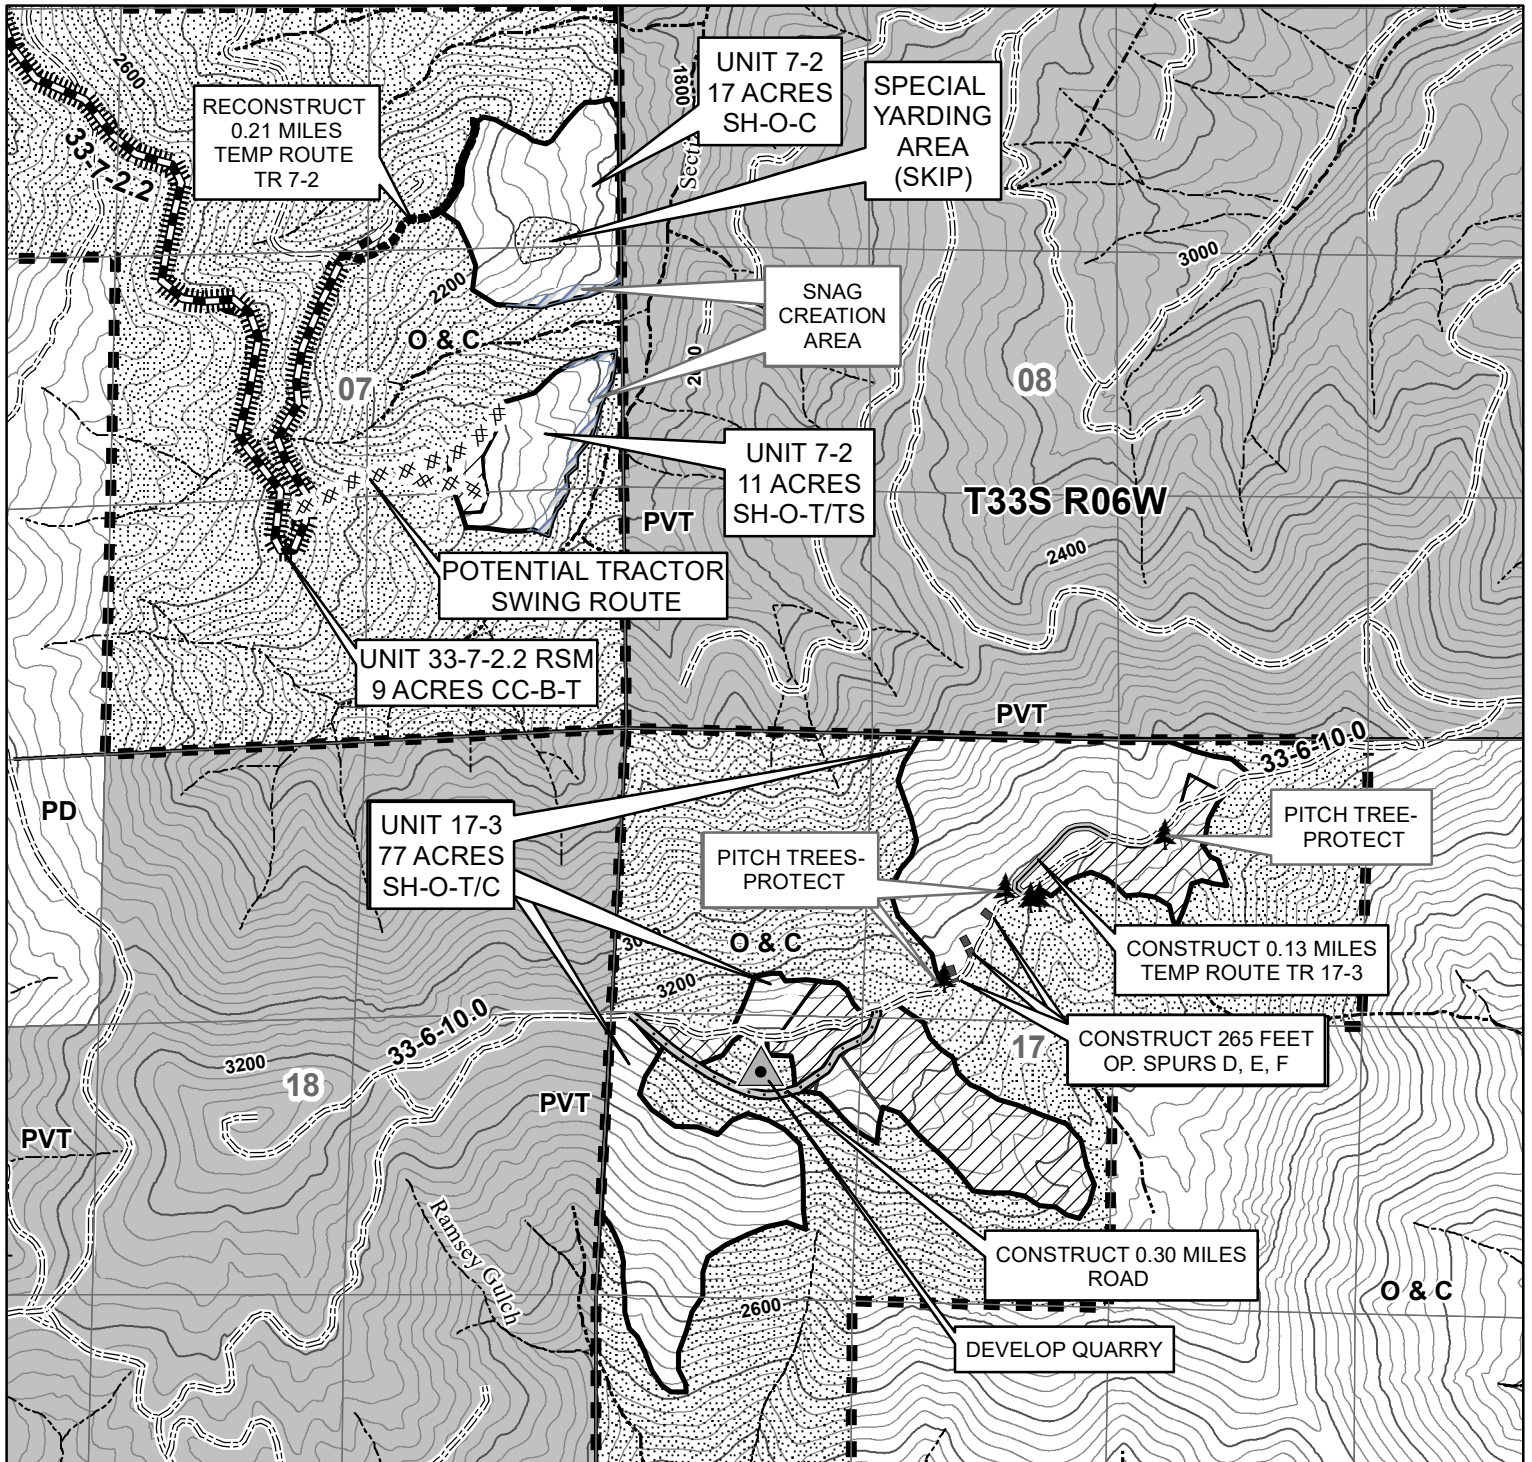 2600
33-7-2.2
RECONSTRUCT
0.21 MILES
TEMP ROUTE
TR 7-2
UNIT 7-2
17 ACRES
SH-O-C
1800
SPECIAL
YARDING
AREA
(SKIP)
3000
2200
SNAG
CREATION
AREA
O & C
07
08
UNIT 7-2
11 ACRES
SH-O-T/TS
T33S R06W
PVT
2400
POTENTIAL TRACTOR
SWING ROUTE
UNIT 33-7-2.2 RSM
9 ACRES CC-B-T
PVT
33-6-10.0
PD
UNIT 17-3
77 ACRES
SH-O-T/C
PITCH TREES-
PROTECT
PITCH TREE-
PROTECT
O & C
CONSTRUCT 0.13 MILES
TEMP ROUTE TR 17-3
3200
33-6-10.0
17
CONSTRUCT 265 FEET
OP. SPURS D, E, F
3200
18
PVT
PVT
Ramsey Gulch
CONSTRUCT 0.30 MILES
ROAD
O & C
2600
DEVELOP QUARRY